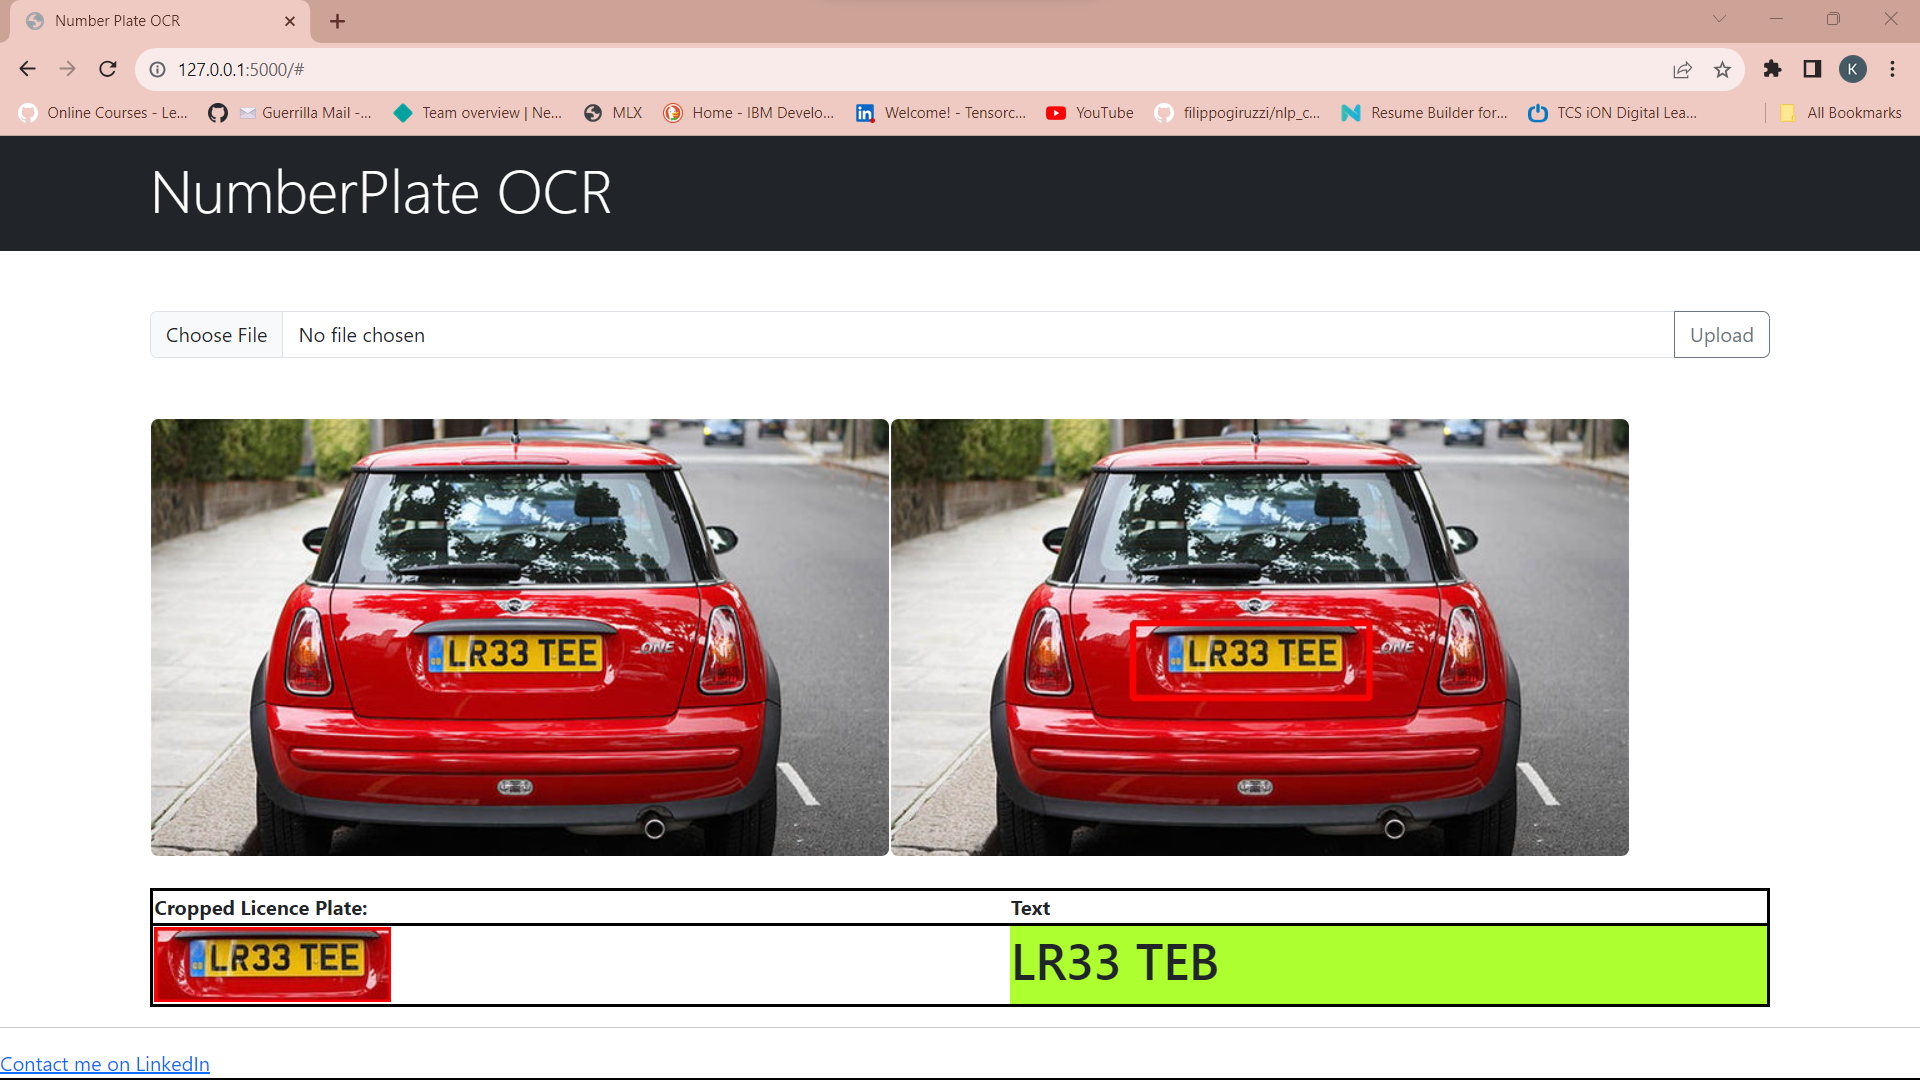 Number Plate OCR
127.0.0.1:5000/#
K
Online Courses - Le...
Guerrilla Mail -...
Team overview | Ne...
MLX
Home - IBM Develo...
Welcome! - Tensorc...
YouTube
filippogiruzzi/nlp_c...
Resume Builder for...
TCS iON Digital Lea...
All Bookmarks
NumberPlate OCR
Choose File
No file chosen
Upload
LR33 TEE
ONE
LR33 TEE
ONE
Cropped Licence Plate:
Text
LR33 TEE
LR33 TEB
Contact me on LinkedIn